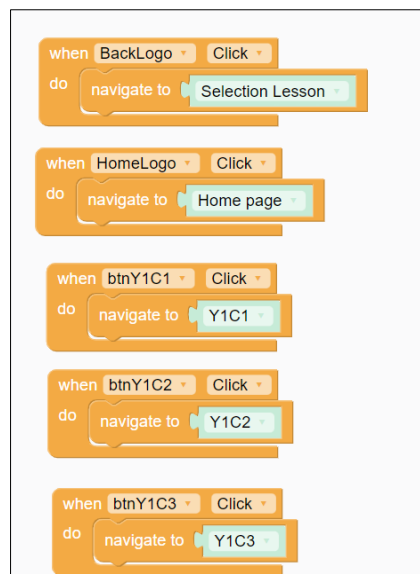 when BackLogo Click
do navigate to Selection Lesson
when HomeLogo Click
do navigate to Home page
when btnY1C1 Click
do navigate to Y1C1
when btnY1C2 Click
do navigate to Y1C2
when btnY1C3 Click
do navigate to Y1C3